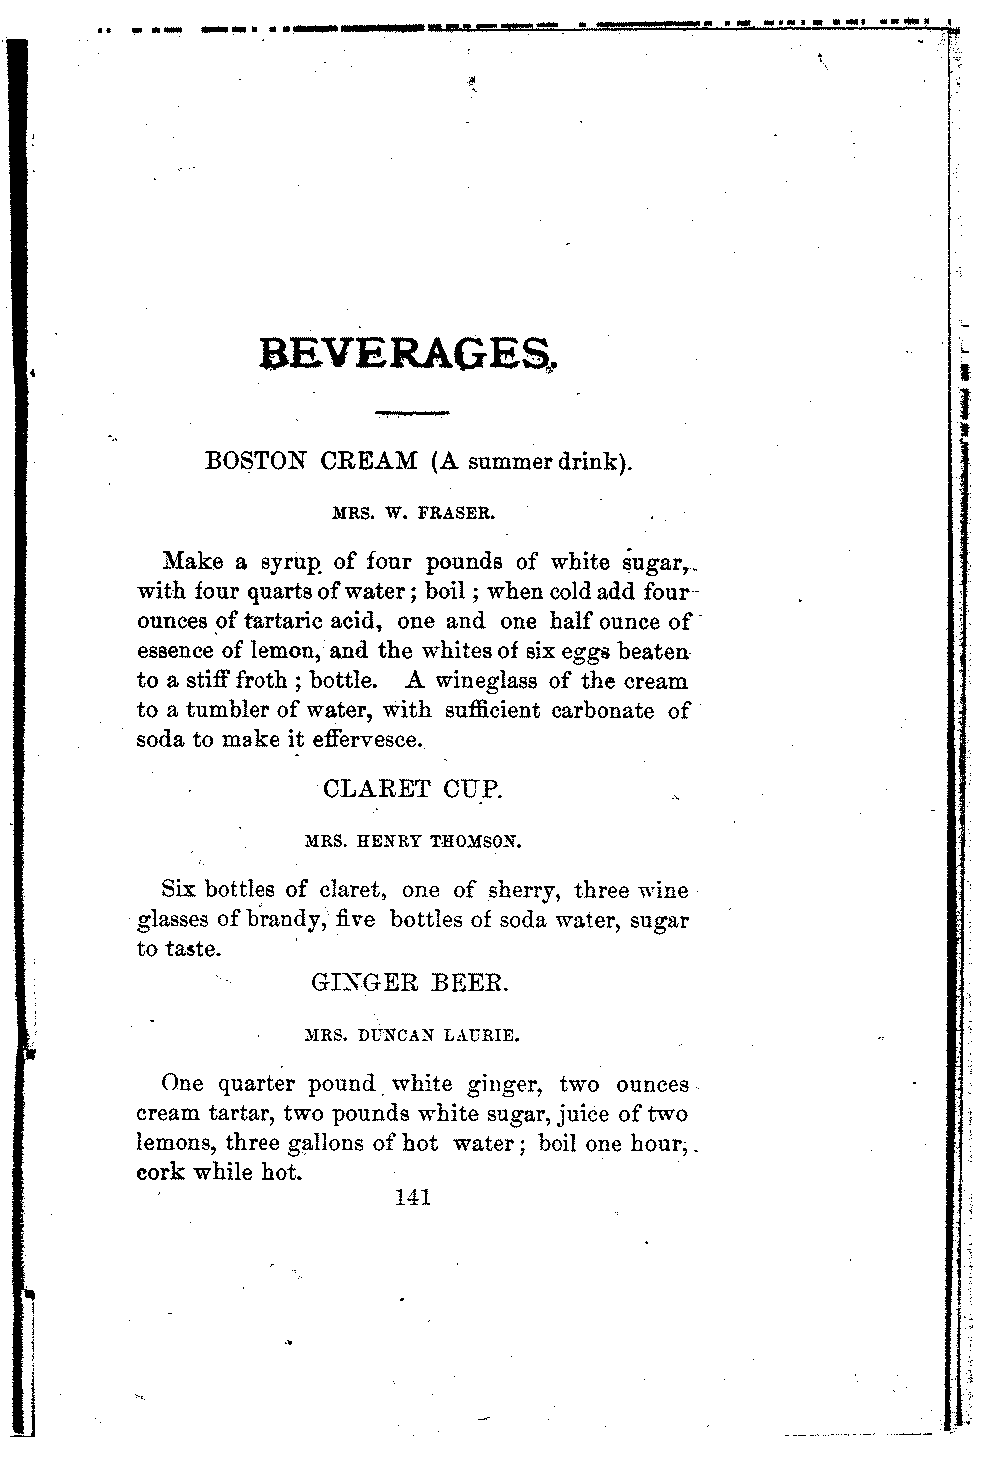 BEVERAGES.
BOSTON CREAM (A summer drink).
MRS. W. FRASER.
Make a syrup of four pounds of white sugar,
with four quarts of water; boil; when cold add four
ounces of tartaric acid, one and one half ounce of
essence of lemon, and the whites of six eggs beaten
to a stiff froth; bottle. A wineglass of the cream
to a tumbler of water, with sufficient carbonate of
soda to make it effervesce.
CLARET CUP.
MRS. HENRY THOMSON.
Six bottles of claret, one of sherry, three wine
glasses of brandy, five bottles of soda water, sugar
to taste.
GINGER BEER.
MRS. DUNCAN LAURIE.
One quarter pound white ginger, two ounces
cream tartar, two pounds white sugar, juice of two
lemons, three gallons of hot water; boil one hour,
cork while hot.
141